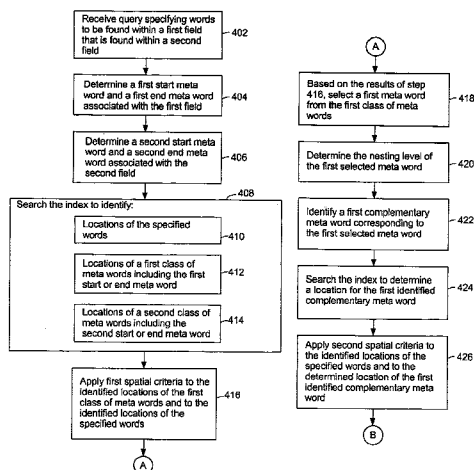 Receive query specifying words
to be found within a first field
that is found within a second
field
402
Determine a first start meta
word and a first end meta word
associated with the first field
404
Determine a second start meta
word and a second end meta
word associated with the
second field
406
408
Search the index to identify:
Locations of the specified
words
410
Locations of a first class of
meta words including the first
start or end meta word
412
Locations of a second class of
meta words including the
second start or end meta word
414
Apply first spatial criteria to the
identified locations of the
first class of meta words and to
the identified locations of the
specified words
416
A
A
Based on the results of step
416, select a first meta word
from the first class of meta
words
418
Determine the nesting level of
the first selected meta word
420
Identify a first complementary
meta word corresponding to
the first selected meta word
422
Search the index to determine
a location for the first identified
complementary meta word
424
Apply second spatial criteria to
the identified locations of the
specified words and to the
determined location of the first
identified complementary meta
word
426
B